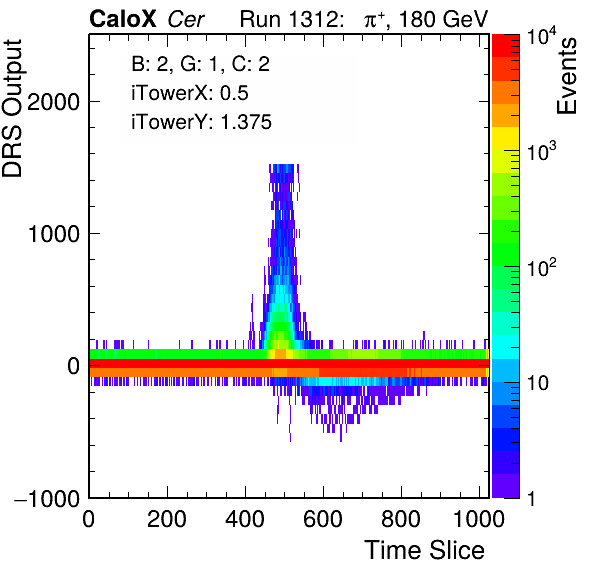 CaloX Cer Run 1312: π⁺, 180 GeV
B: 2, G: 1, C: 2
iTowerX: 0.5
iTowerY: 1.375
DRS Output
2000
1000
0
−1000
0 200 400 600 800 1000
Time Slice
Events
10⁴
10³
10²
10
1